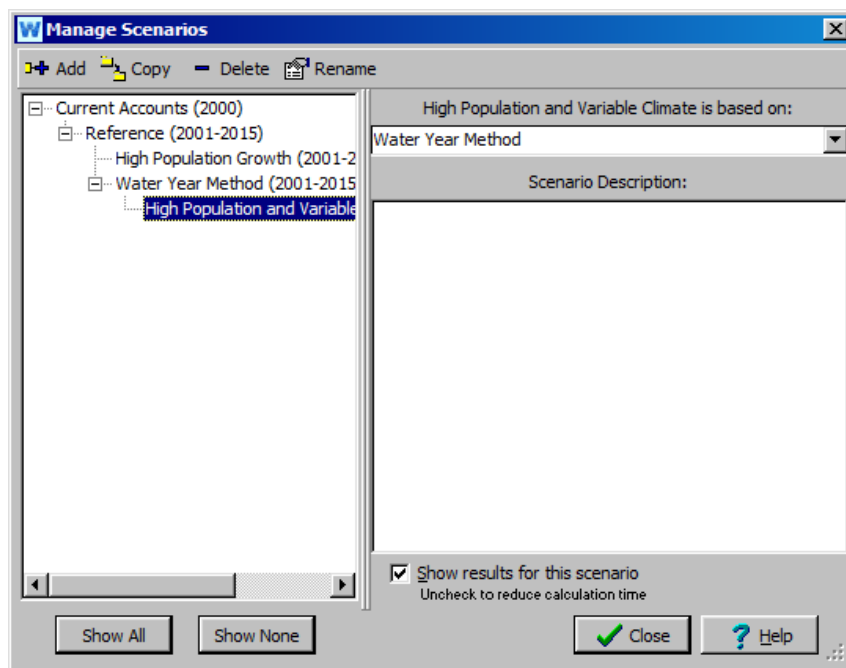 W Manage Scenarios
Add Copy Delete Rename
Current Accounts (2000)
Reference (2001-2015)
High Population Growth (2001-2
Water Year Method (2001-2015
High Population and Variable
High Population and Variable Climate is based on:
Water Year Method
Scenario Description:
Show results for this scenario
Uncheck to reduce calculation time
Show All Show None Close ? Help